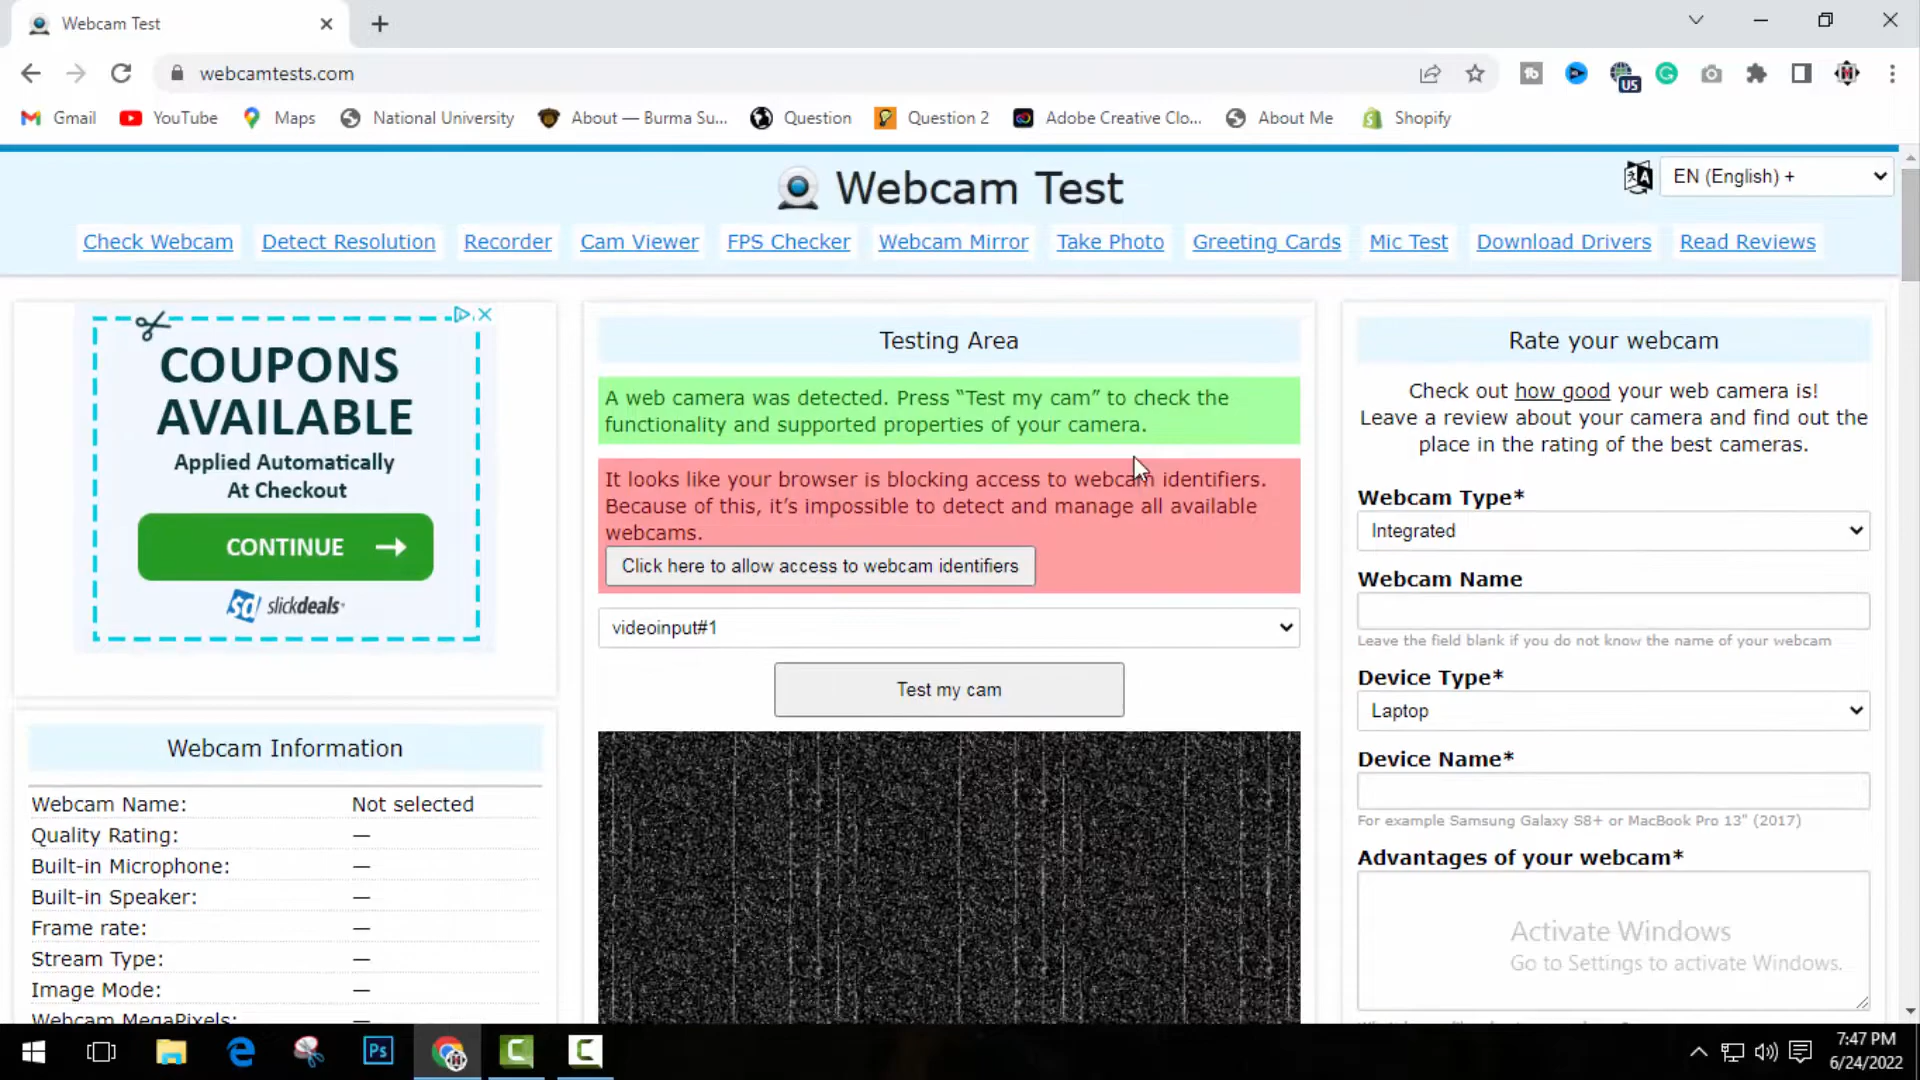 Webcam Test
webcamtests.com
US
Gmail
YouTube
Maps
National University
About — Burma Su...
Question
Question 2
Adobe Creative Clo...
About Me
Shopify
Webcam Test
EN (English) +
Check Webcam
Detect Resolution
Recorder
Cam Viewer
FPS Checker
Webcam Mirror
Take Photo
Greeting Cards
Mic Test
Download Drivers
Read Reviews
COUPONS
AVAILABLE
Applied Automatically
At Checkout
CONTINUE
slickdeals
Webcam Information
Webcam Name: Not selected
Quality Rating: —
Built-in Microphone: —
Built-in Speaker: —
Frame rate: —
Stream Type: —
Image Mode: —
Webcam MegaPixels: —
Testing Area
A web camera was detected. Press “Test my cam” to check the
functionality and supported properties of your camera.
It looks like your browser is blocking access to webcam identifiers.
Because of this, it’s impossible to detect and manage all available
webcams.
Click here to allow access to webcam identifiers
videoinput#1
Test my cam
Rate your webcam
Check out how good your web camera is!
Leave a review about your camera and find out the
place in the rating of the best cameras.
Webcam Type*
Integrated
Webcam Name
Leave the field blank if you do not know the name of your webcam
Device Type*
Laptop
Device Name*
For example Samsung Galaxy S8+ or MacBook Pro 13" (2017)
Advantages of your webcam*
Activate Windows
Go to Settings to activate Windows.
Ps
7:47 PM
6/24/2022